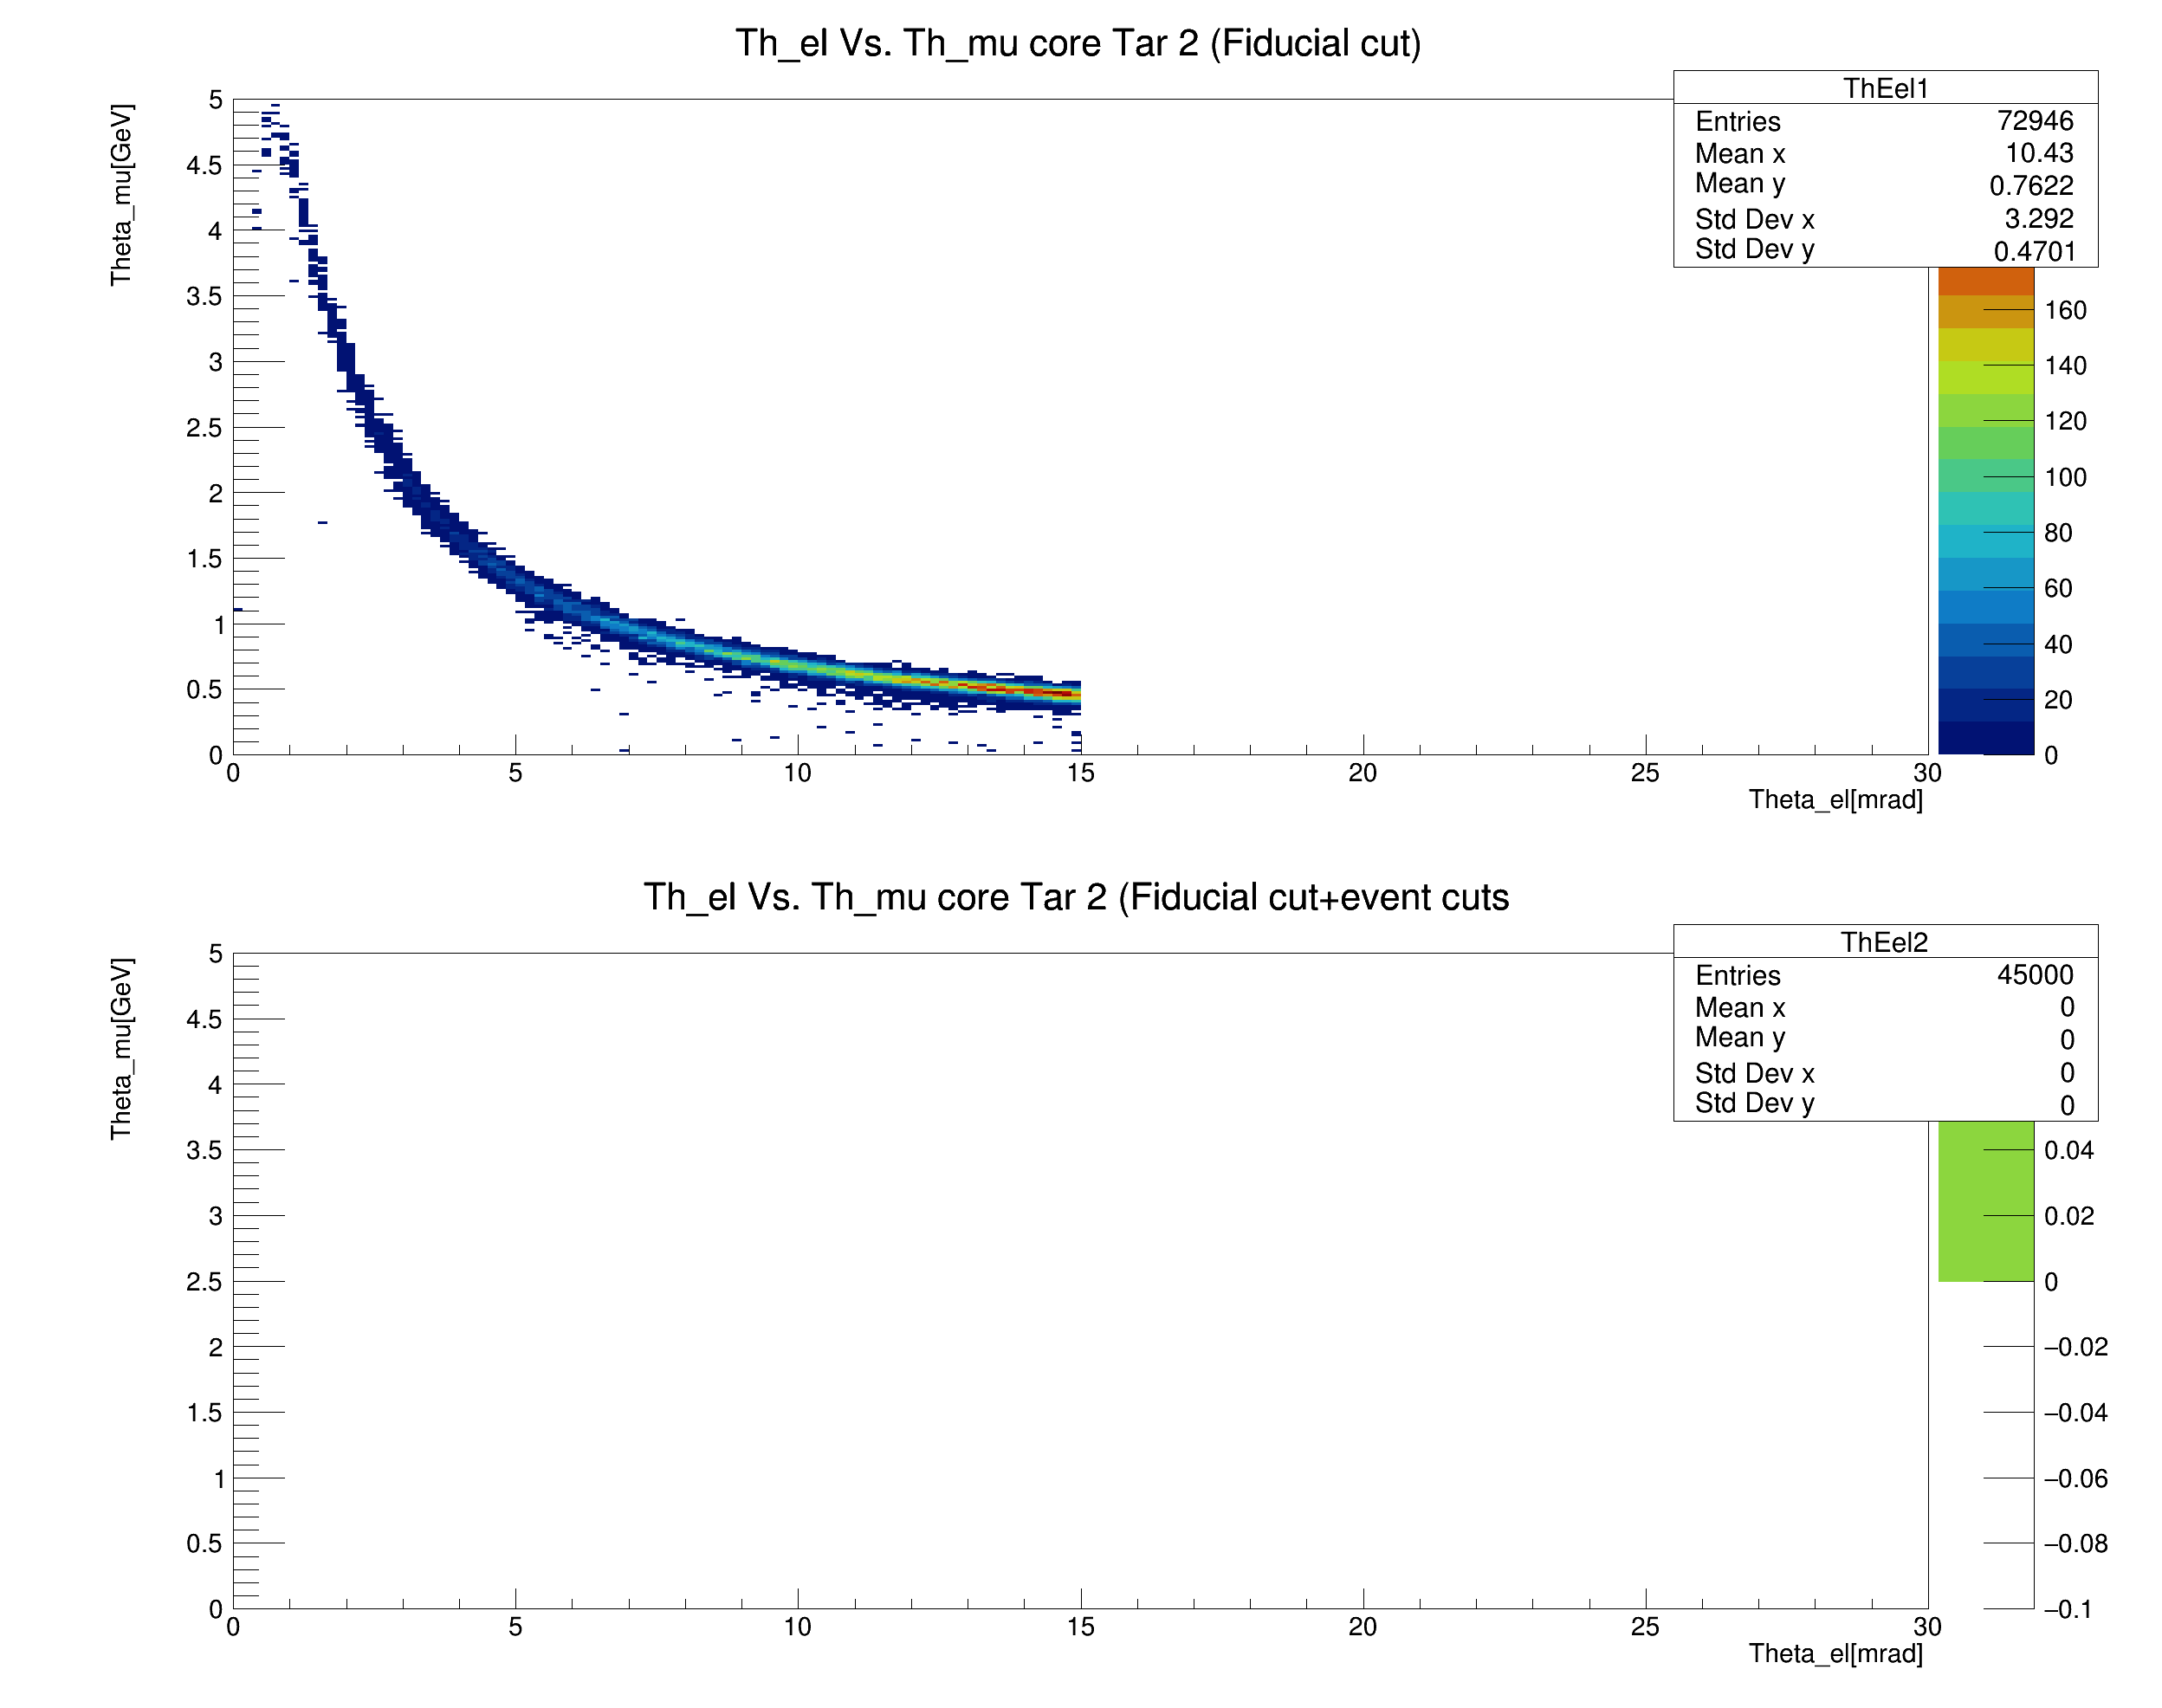 Th_el Vs. Th_mu core Tar 2 (Fiducial cut)
Theta_mu[GeV]
5
4.5
4
3.5
3
2.5
2
1.5
1
0.5
0
0 5 10 15 20 25 30
Theta_el[mrad]
ThEel1
Entries 72946
Mean x 10.43
Mean y 0.7622
Std Dev x 3.292
Std Dev y 0.4701
160
140
120
100
80
60
40
20
0
Th_el Vs. Th_mu core Tar 2 (Fiducial cut+event cuts
Theta_mu[GeV]
5
4.5
4
3.5
3
2.5
2
1.5
1
0.5
0
0 5 10 15 20 25 30
Theta_el[mrad]
ThEel2
Entries 45000
Mean x 0
Mean y 0
Std Dev x 0
Std Dev y 0
0.04
0.02
0
−0.02
−0.04
−0.06
−0.08
−0.1